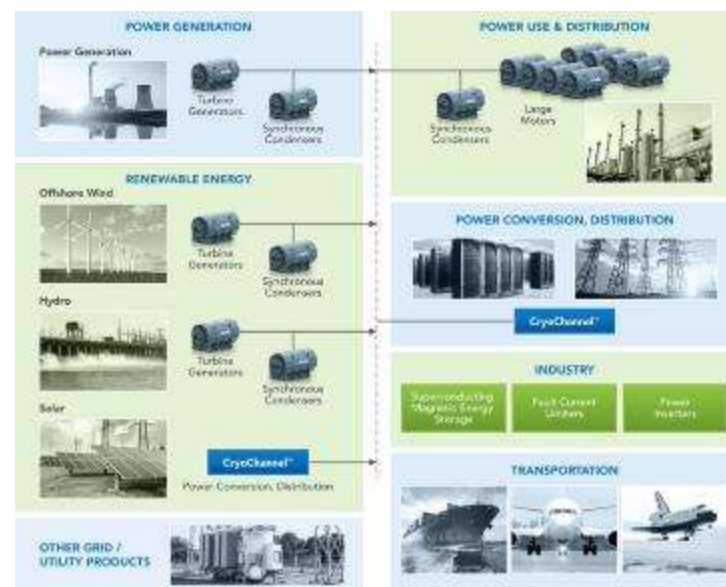 POWER GENERATION
Power Generation
Turbine
Generators
Synchronous
Condensers
RENEWABLE ENERGY
Offshore Wind
Turbine
Generators
Synchronous
Condensers
Hydro
Turbine
Generators
Synchronous
Condensers
Solar
CryoChannel™
Power Conversion, Distribution
OTHER GRID /
UTILITY PRODUCTS
POWER USE & DISTRIBUTION
Synchronous
Condensers
Large
Motors
POWER CONVERSION, DISTRIBUTION
CryoChannel™
INDUSTRY
Superconducting
Magnetic Energy
Storage
Fault Current
Limiters
Power
Inverters
TRANSPORTATION